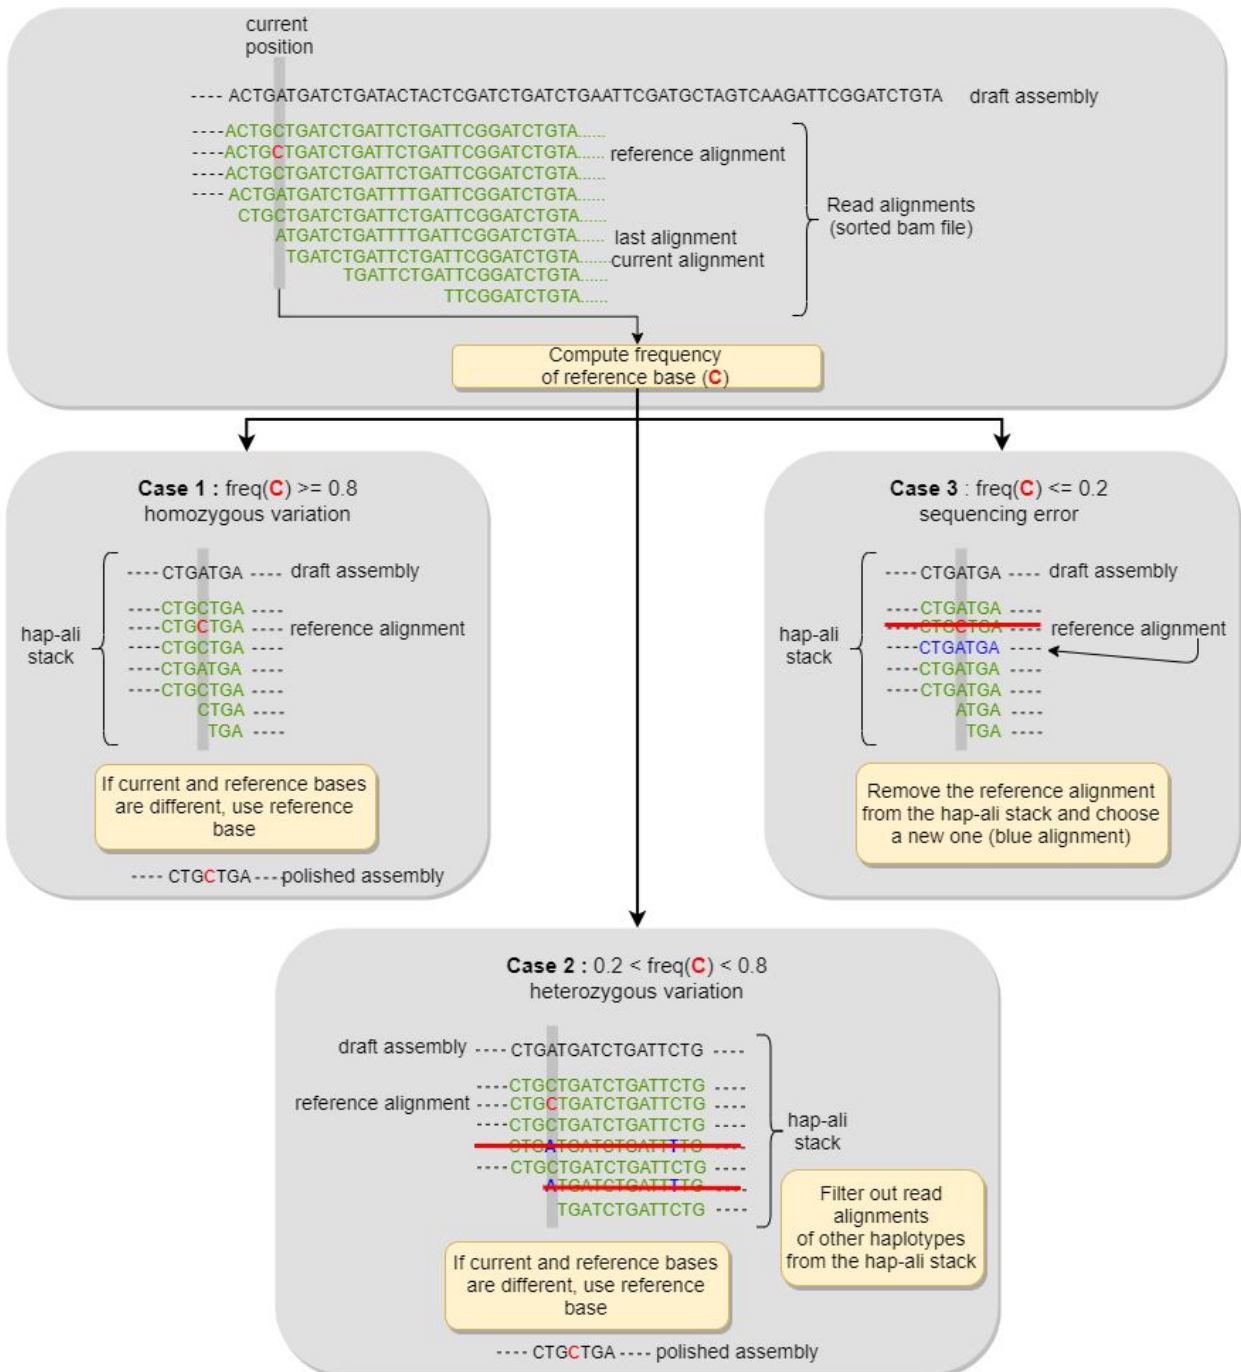 current
position
---- ACTGATGATCTGATACTACTCGATCTGATCTGAATTCGATGCTAGTCAAGATTCGGATCTGTA draft assembly
----ACTGCTGATCTGATTCTGATTCGGATCTGTA......
----ACTGCTGATCTGATTCTGATTCGGATCTGTA...... reference alignment
----ACTGCTGATCTGATTCTGATTCGGATCTGTA......
---- ACTGATGATCTGATTTTGATTCGGATCTGTA......
CTGCTGATCTGATTCTGATTCGGATCTGTA......
ATGATCTGATTTTGATTCGGATCTGTA...... last alignment
TGATCTGATTCTGATTCGGATCTGTA...... current alignment
TGATTCTGATTCGGATCTGTA......
TTCGGATCTGTA......
Read alignments
(sorted bam file)
Compute frequency
of reference base (C)
Case 1 : freq(C) >= 0.8
homozygous variation
---- CTGATGA ---- draft assembly
----CTGCTGA ----
----CTGCTGA ---- reference alignment
----CTGCTGA ----
----CTGATGA ----
----CTGCTGA ----
CTGA ----
TGA ----
hap-ali
stack
If current and reference bases
are different, use reference
base
---- CTGCTGA ----polished assembly
Case 3 : freq(C) <= 0.2
sequencing error
---- CTGATGA ---- draft assembly
----CTGATGA ----
----CTGCTGA ---- reference alignment
---- CTGATGA ----
----CTGATGA ----
----CTGATGA ----
ATGA ----
TGA ----
hap-ali
stack
Remove the reference alignment
from the hap-ali stack and choose
a new one (blue alignment)
Case 2 : 0.2 < freq(C) < 0.8
heterozygous variation
draft assembly ---- CTGATGATCTGATTCTG ----
----CTGCTGATCTGATTCTG ----
reference alignment ----CTGCTGATCTGATTCTG ----
----CTGCTGATCTGATTCTG ----
----CTGATGATCTGATTTTG ----
----CTGCTGATCTGATTCTG ----
ATGATCTGATTTTG ----
TGATCTGATTCTG ----
hap-ali
stack
Filter out read
alignments
of other haplotypes
from the hap-ali stack
If current and reference bases
are different, use reference
base
---- CTGCTGA ---- polished assembly